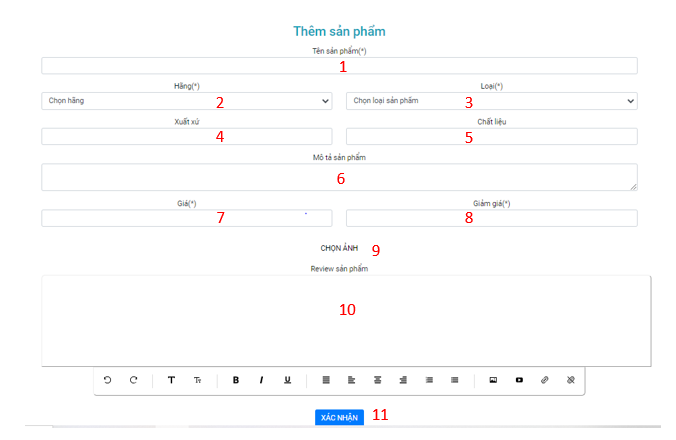 Thêm sản phẩm
Tên sản phẩm(*)
1
Hãng(*) Loại(*)
Chọn hãng 2 Chọn loại sản phẩm 3
Xuất xứ Chất liệu
4 5
Mô tả sản phẩm
6
Giá(*) Giảm giá(*)
7 8
CHỌN ẢNH 9
Review sản phẩm
10
T Tт B I U
XÁC NHẬN 11